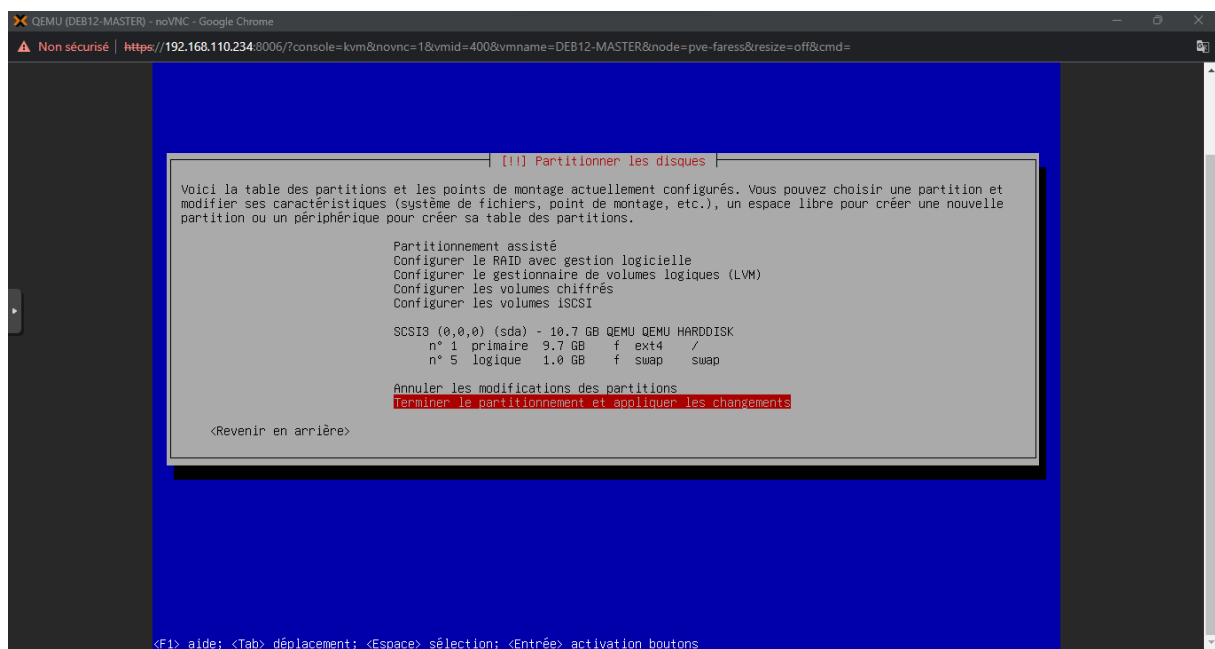 QEMU (DEB12-MASTER) - noVNC - Google Chrome
Non sécurisé | https://192.168.110.234:8006/?console=kvm&novnc=1&vmid=400&vmname=DEB12-MASTER&node=pve-faress&resize=off&cmd=
[!!] Partitionner les disques
Voici la table des partitions et les points de montage actuellement configurés. Vous pouvez choisir une partition et
modifier ses caractéristiques (système de fichiers, point de montage, etc.), un espace libre pour créer une nouvelle
partition ou un périphérique pour créer sa table des partitions.
Partitionnement assisté
Configurer le RAID avec gestion logicielle
Configurer le gestionnaire de volumes logiques (LVM)
Configurer les volumes chiffrés
Configurer les volumes iSCSI
SCSI3 (0,0,0) (sda) - 10.7 GB QEMU QEMU HARDDISK
n° 1 primaire 9.7 GB f ext4 /
n° 5 logique 1.0 GB f swap swap
Annuler les modifications des partitions
Terminer le partitionnement et appliquer les changements
<Revenir en arrière>
<F1> aide; <Tab> déplacement; <Espace> sélection; <Entrée> activation boutons